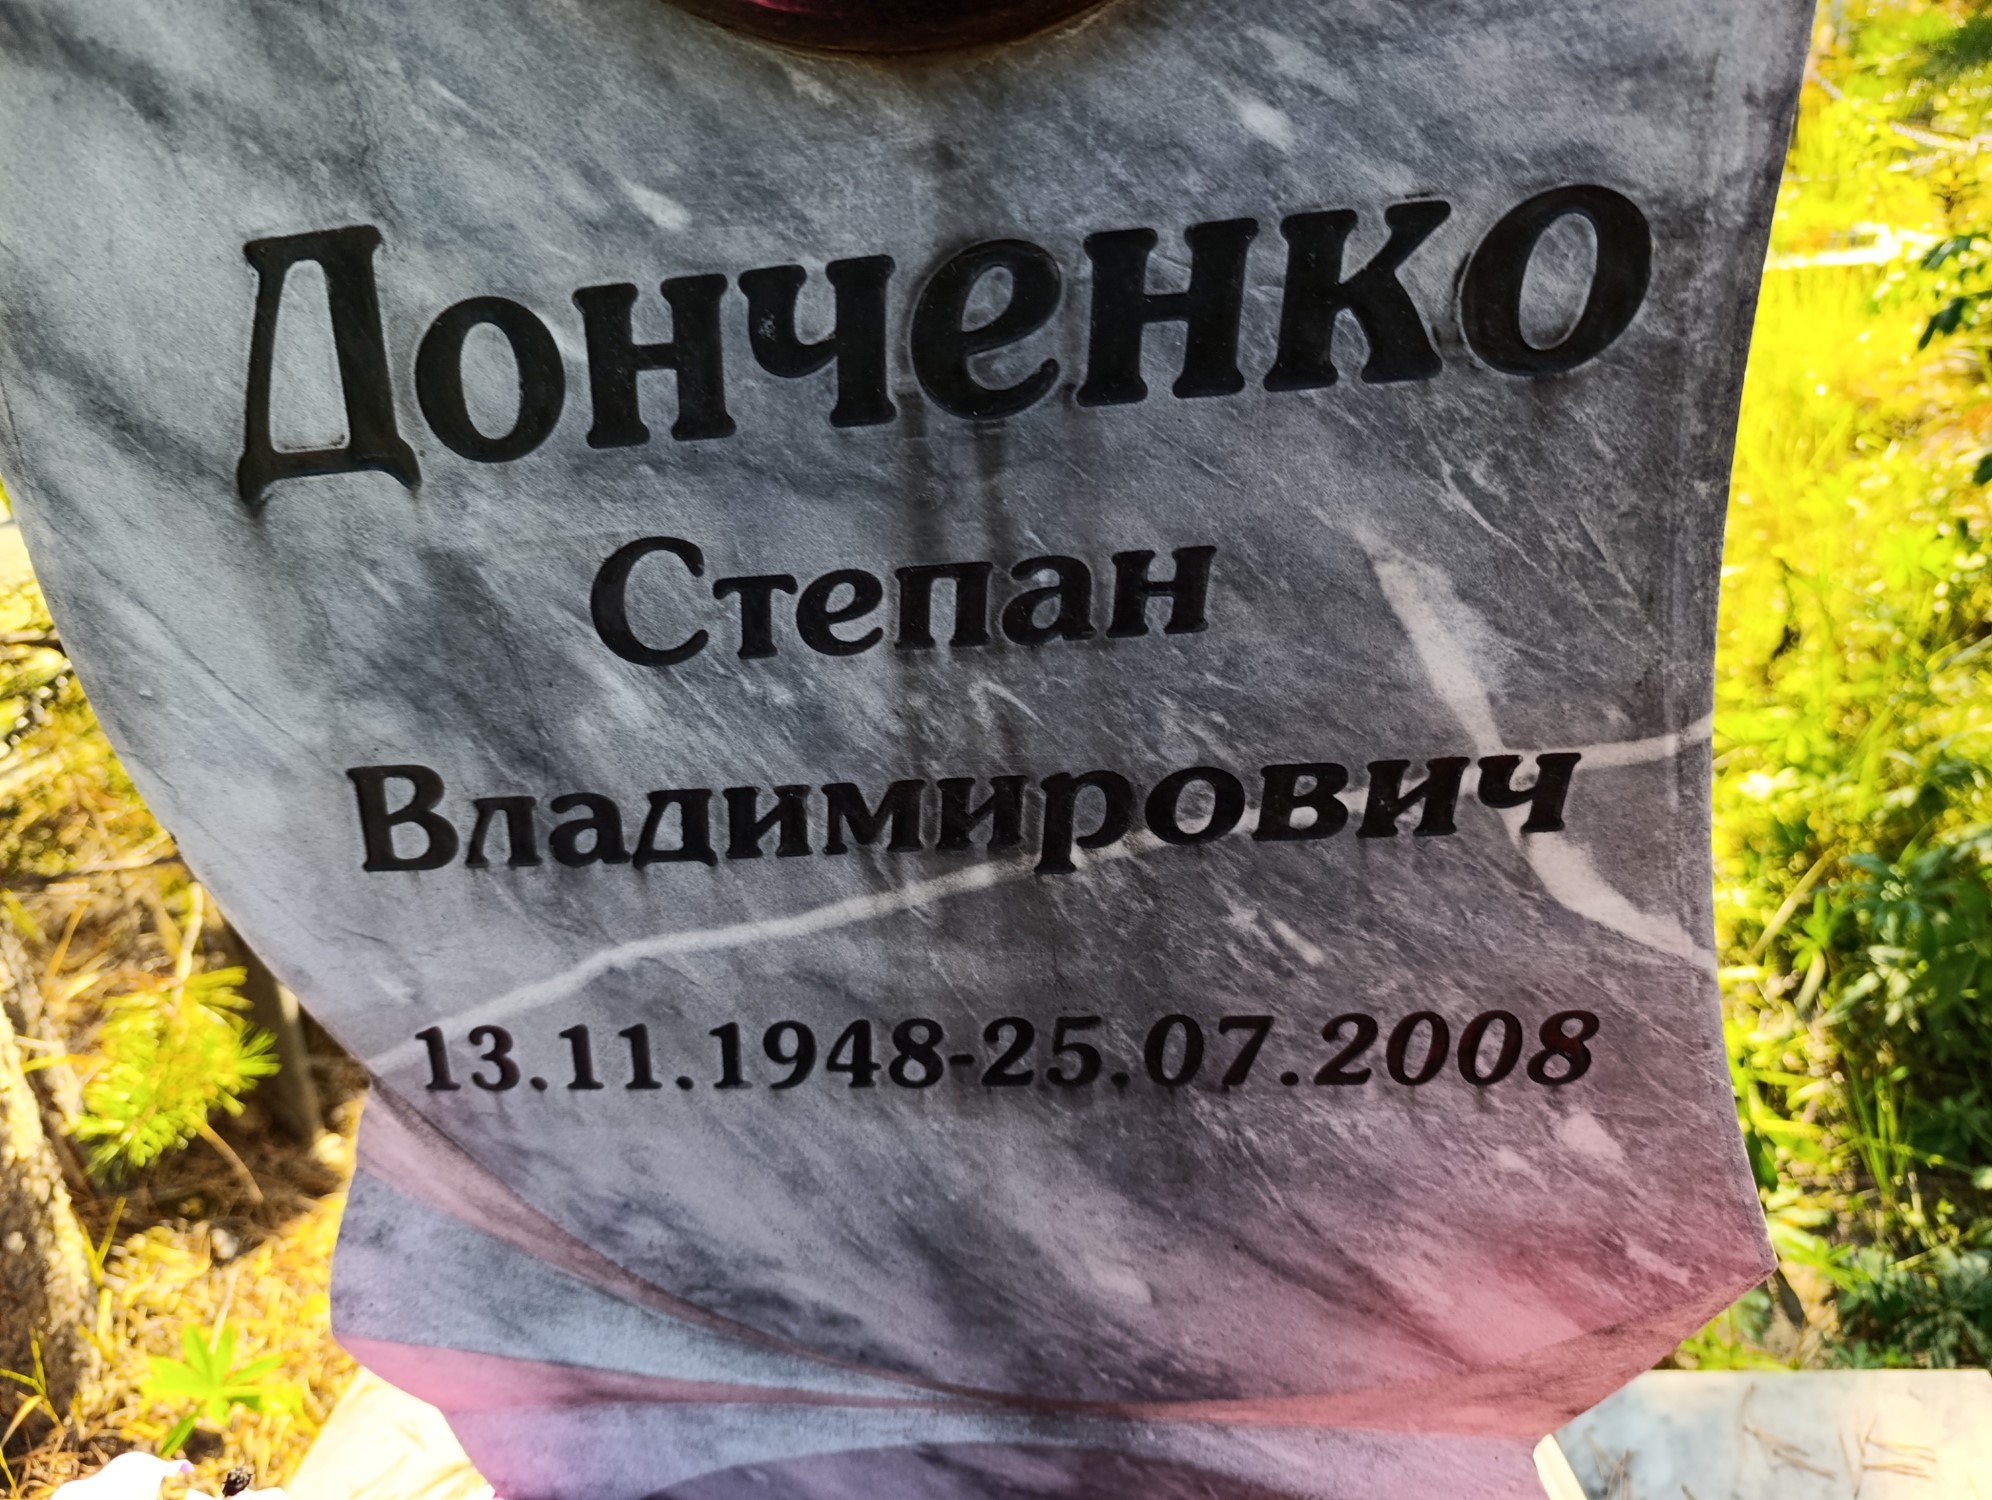 Донченко
Степан
Владимирович
13.11.1948-25.07.2008